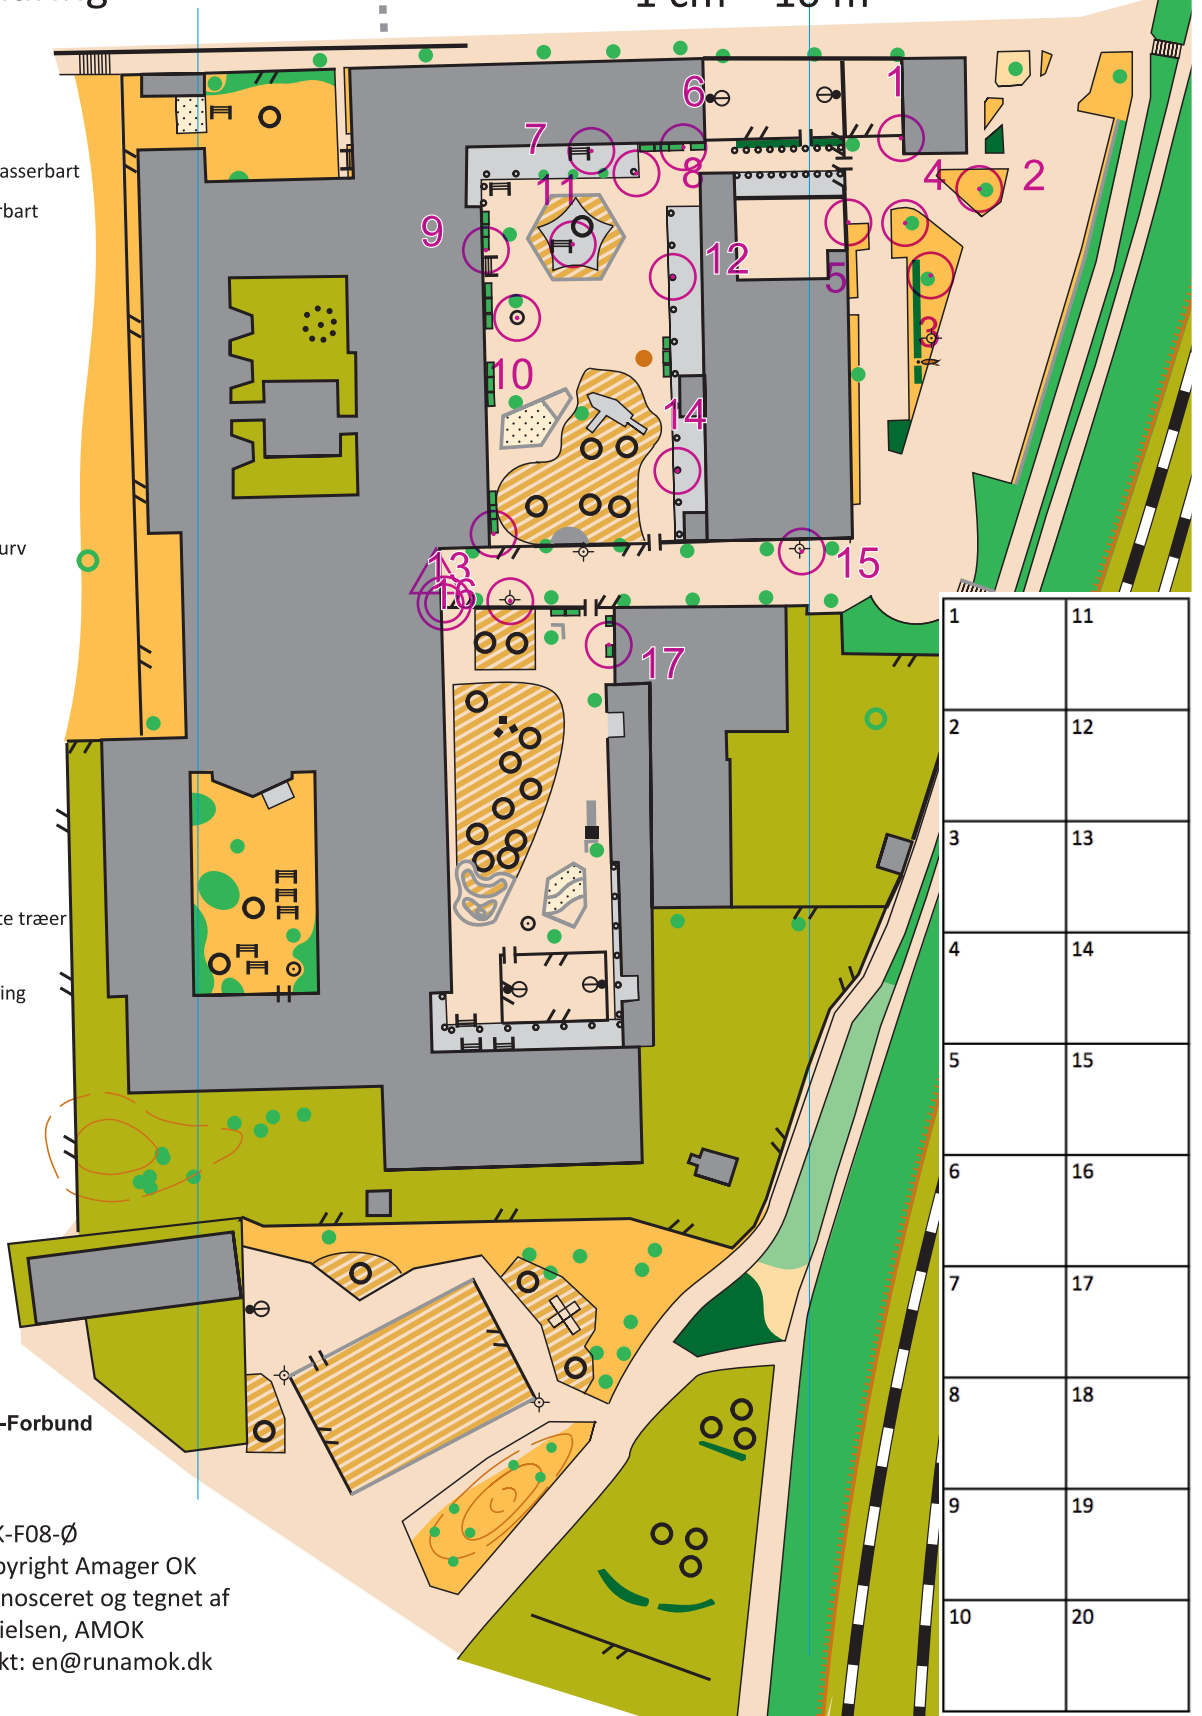 1 cm = 10 m
asserbart
rbart
urv
te træer
ing
-Forbund
K-F08-Ø
pyright Amager OK
nosceret og tegnet af
ielsen, AMOK
kt: en@runamok.dk
6
1
7
8
4
2
11
9
12
5
3
10
14
13
15
16
17
1 11
2 12
3 13
4 14
5 15
6 16
7 17
8 18
9 19
10 20